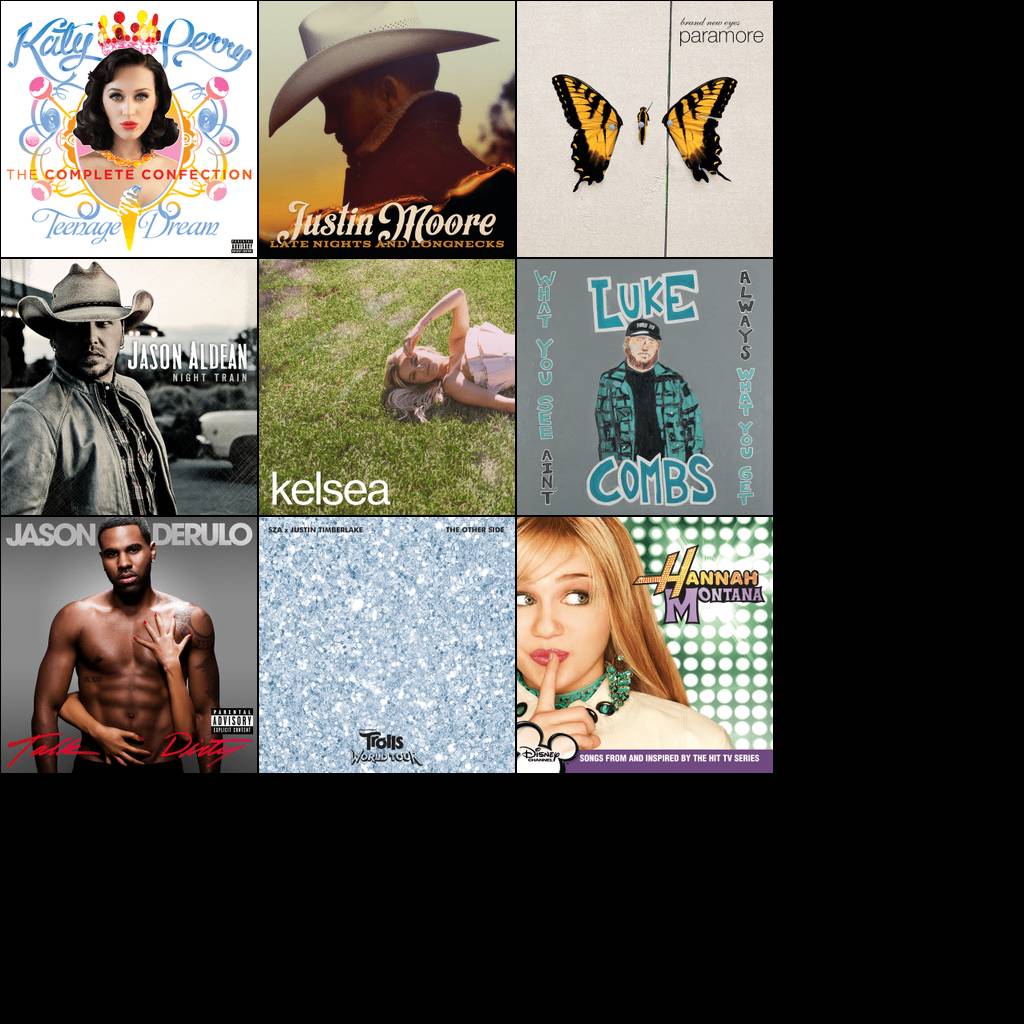 Katy Perry
THE COMPLETE CONFECTION
Teenage Dream
PARENTAL
ADVISORY
EXPLICIT CONTENT
Justin Moore
LATE NIGHTS AND LONGNECKS
brand new eyes
paramore
JASON ALDEAN
NIGHT TRAIN
kelsea
WHAT YOU SEE AIN'T
LUKE
COMBS
ALWAYS WHAT YOU GET
JASON DERULO
PARENTAL
ADVISORY
EXPLICIT CONTENT
Talk Dirty
SZA x JUSTIN TIMBERLAKE
THE OTHER SIDE
Trolls
WORLD TOUR
HANNAH
MONTANA
Disney
CHANNEL
SONGS FROM AND INSPIRED BY THE HIT TV SERIES